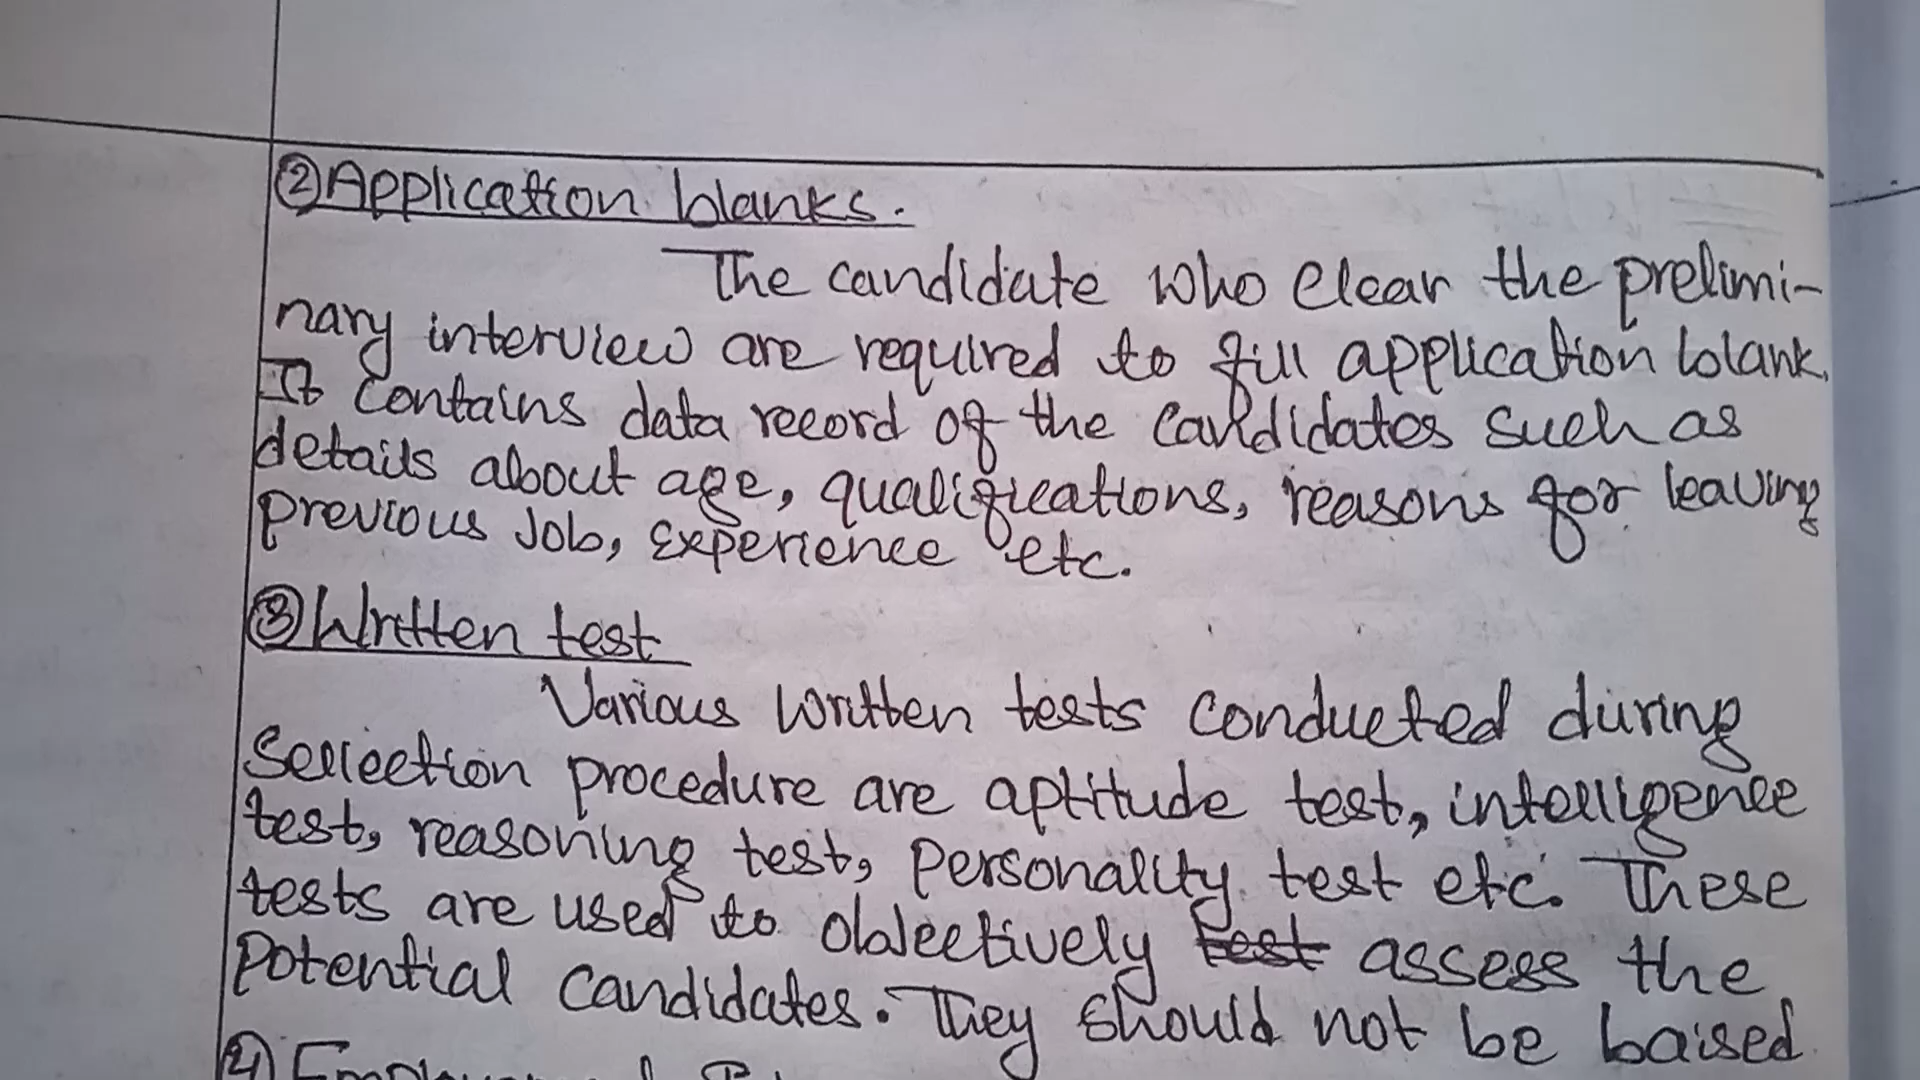 ② Application blanks.
The candidate who clear the prelimi-
nary interview are required to fill application blank.
It contains data record of the candidates such as
details about age, qualifications, reasons for leaving
previous Job, experience etc.
③ Written test
Various written tests conducted during
Sellection procedure are aptitude test, intelligence
test, reasoning test, personality test etc. These
tests are used to objectively test assess the
potential candidates. They should not be baised
④